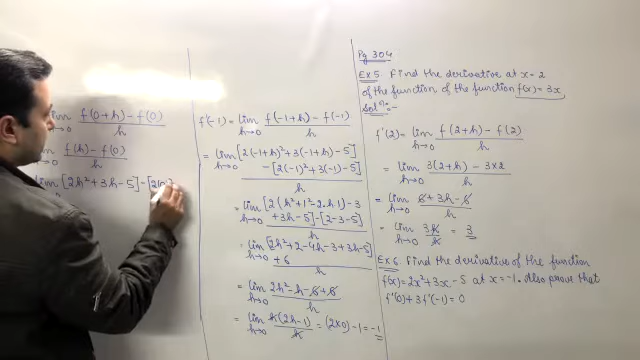 Pg 304
Ex 5. Find the derivative at x = 2
of the function of the function f(x) = 3x
Sol^n:-
f'(2) = lim h→0 f(2+h) - f(2) / h
= lim h→0 3(2+h) - 3×2 / h
= lim h→0 6 + 3h - 6 / h
= lim h→0 3h / h = 3
Ex 6. Find the derivative of the function
f(x) = 2x² + 3x - 5 at x = -1. Also prove that
f'(0) + 3f'(-1) = 0
f'(-1) = lim h→0 f(-1+h) - f(-1) / h
= lim h→0 [2(-1+h)² + 3(-1+h) - 5]
- [2(-1)² + 3(-1) - 5]
/ h
= lim h→0 [2(h² + 1² - 2.h.1) - 3
+ 3h - 5] - [2 - 3 - 5]
/ h
= lim h→0 [2h² + 2 - 4h - 3 + 3h - 5]
+ 6
/ h
= lim h→0 2h² - h - 6 + 6 / h
= lim h→0 h(2h - 1) / h = (2×0) - 1 = -1
lim h→0 f(0+h) - f(0) / h
lim h→0 f(h) - f(0) / h
lim [2h² + 3h - 5] - [2(0)